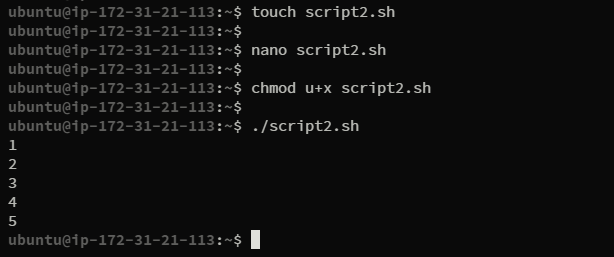 ubuntu@ip-172-31-21-113:~$ touch script2.sh
ubuntu@ip-172-31-21-113:~$
ubuntu@ip-172-31-21-113:~$ nano script2.sh
ubuntu@ip-172-31-21-113:~$
ubuntu@ip-172-31-21-113:~$ chmod u+x script2.sh
ubuntu@ip-172-31-21-113:~$
ubuntu@ip-172-31-21-113:~$ ./script2.sh
1
2
3
4
5
ubuntu@ip-172-31-21-113:~$